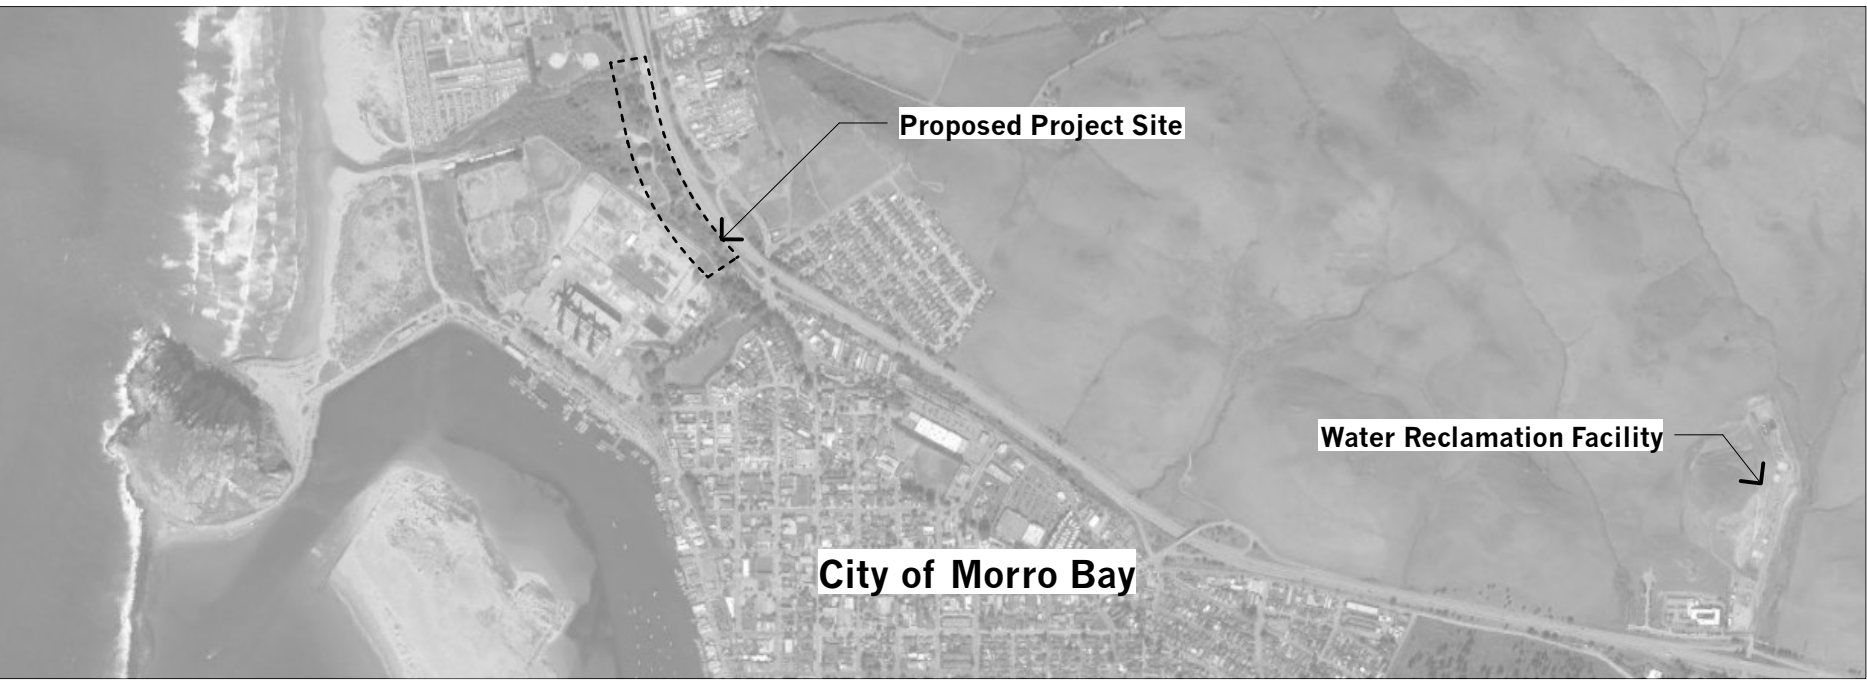 Proposed Project Site
Water Reclamation Facility
City of Morro Bay